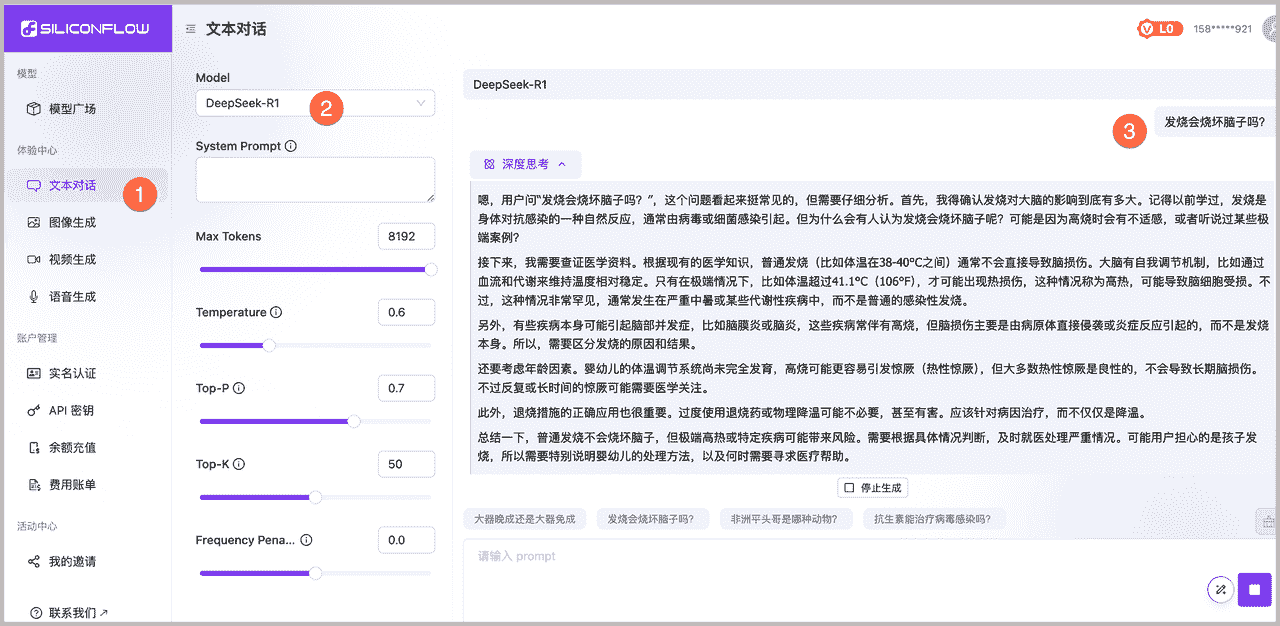 SILICONFLOW
文本对话
L0
158*****921
模型
模型广场
体验中心
文本对话
1
图像生成
视频生成
语音生成
账户管理
实名认证
API 密钥
余额充值
费用账单
活动中心
我的邀请
联系我们
Model
DeepSeek-R1
2
System Prompt
Max Tokens
8192
Temperature
0.6
Top-P
0.7
Top-K
50
Frequency Pena...
0.0
DeepSeek-R1
3
发烧会烧坏脑子吗?
深度思考
嗯，用户问“发烧会烧坏脑子吗？”，这个问题看起来挺常见的，但需要仔细分析。首先，我得确认发烧对大脑的影响到底有多大。记得以前学过，发烧是
身体对抗感染的一种自然反应，通常由病毒或细菌感染引起。但为什么会有人认为发烧会烧坏脑子呢？可能是因为高烧时会有不适感，或者听说过某些极
端案例?
接下来，我需要查证医学资料。根据现有的医学知识，普通发烧（比如体温在38-40°C之间）通常不会直接导致脑损伤。大脑有自我调节机制，比如通过
血流和代谢来维持温度相对稳定。只有在极端情况下，比如体温超过41.1°C（106°F），才可能出现热损伤，这种情况称为高热，可能导致脑细胞受损。不
过，这种情况非常罕见，通常发生在严重中暑或某些代谢性疾病中，而不是普通的感染性发烧。
另外，有些疾病本身可能引起脑部并发症，比如脑膜炎或脑炎，这些疾病常伴有高烧，但脑损伤主要是由病原体直接侵袭或炎症反应引起的，而不是发烧
本身。所以，需要区分发烧的原因和结果。
还要考虑年龄因素。婴幼儿的体温调节系统尚未完全发育，高烧可能更容易引发惊厥（热性惊厥），但大多数热性惊厥是良性的，不会导致长期脑损伤。
不过反复或长时间的惊厥可能需要医学关注。
此外，退烧措施的正确应用也很重要。过度使用退烧药或物理降温可能不必要，甚至有害。应该针对病因治疗，而不仅仅是降温。
总结一下，普通发烧不会烧坏脑子，但极端高热或特定疾病可能带来风险。需要根据具体情况判断，及时就医处理严重情况。可能用户担心的是孩子发
烧，所以需要特别说明婴幼儿的处理方法，以及何时需要寻求医疗帮助。
停止生成
大器晚成还是大器免成
发烧会烧坏脑子吗?
非洲平头哥是哪种动物?
抗生素能治疗病毒感染吗?
请输入 prompt